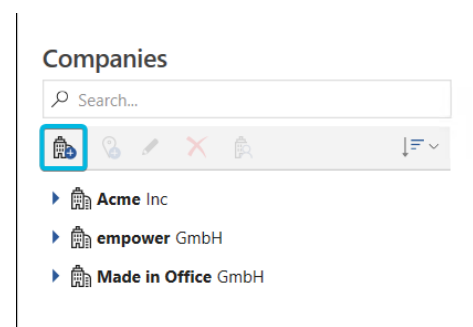 Companies
Search...
Acme Inc
empower GmbH
Made in Office GmbH